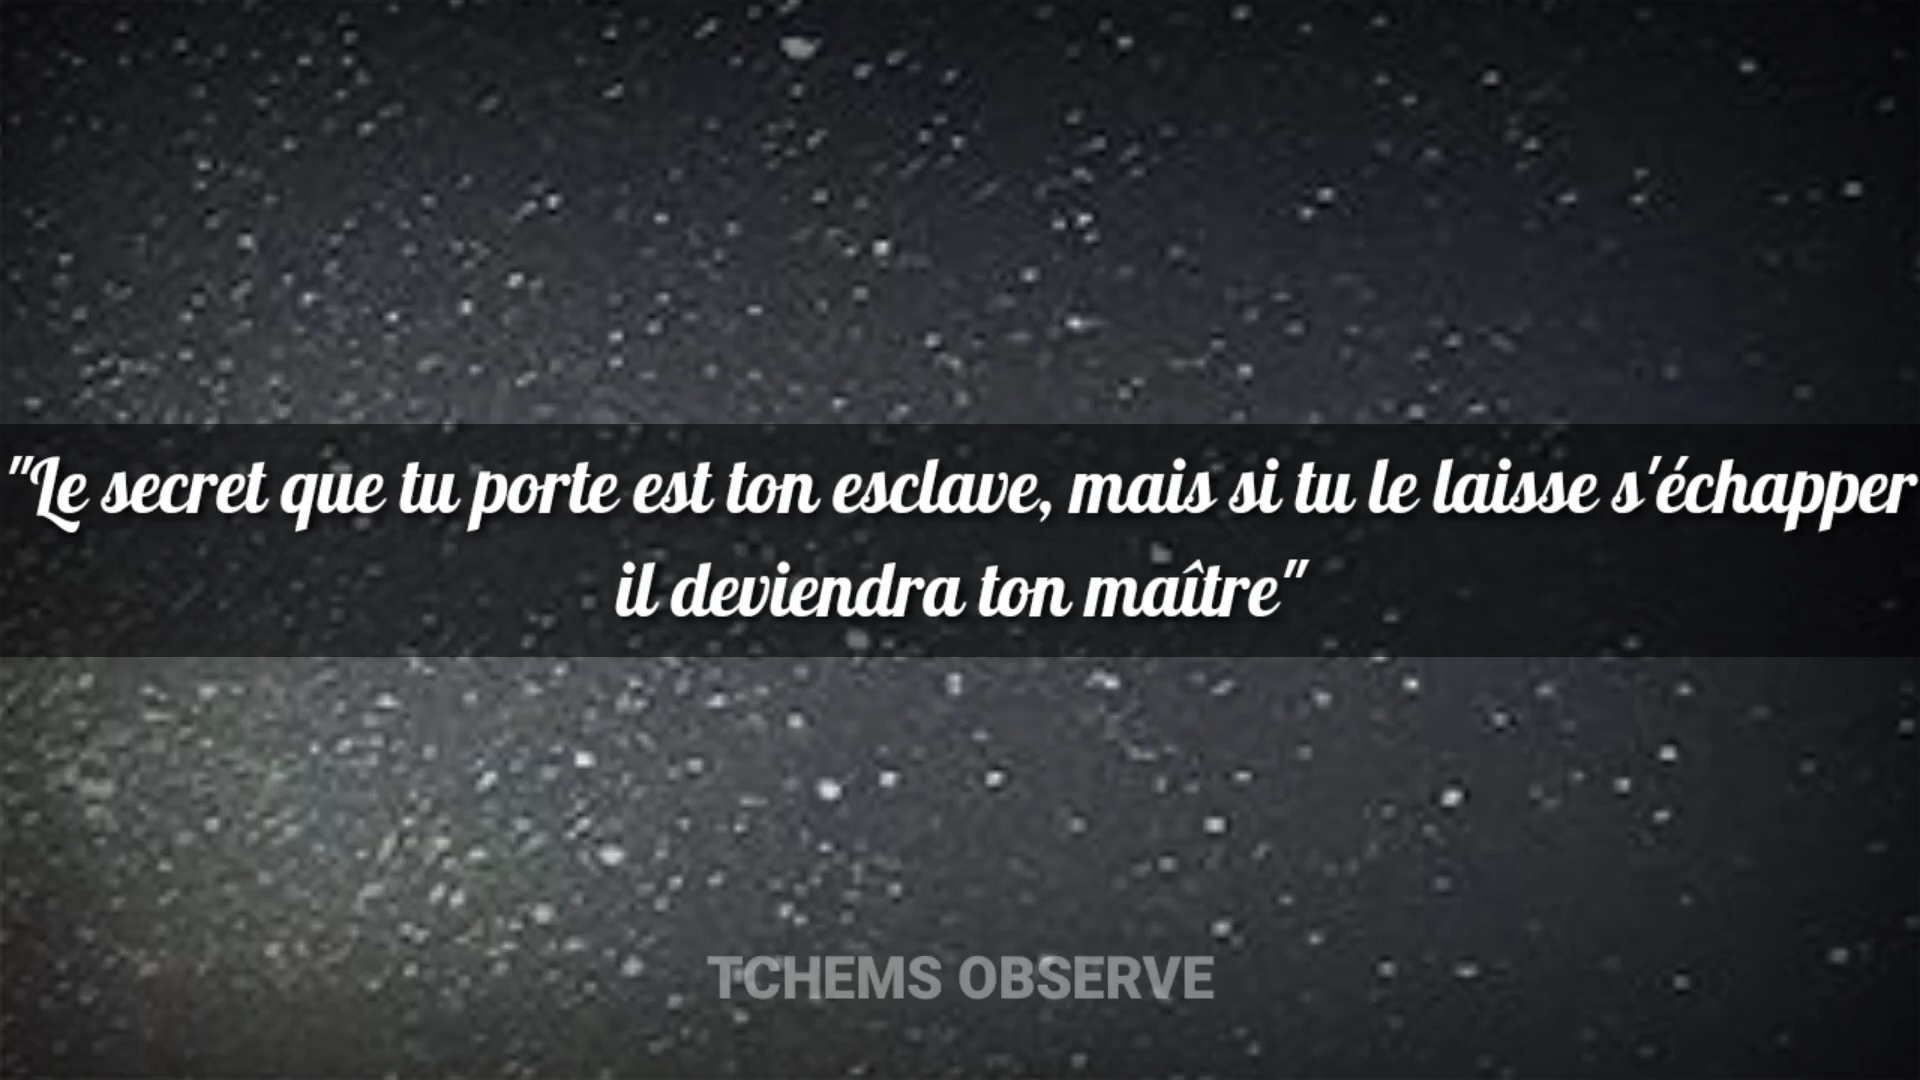 "Le secret que tu porte est ton esclave, mais si tu le laisse s'échapper
il deviendra ton maître"
TCHEMS OBSERVE